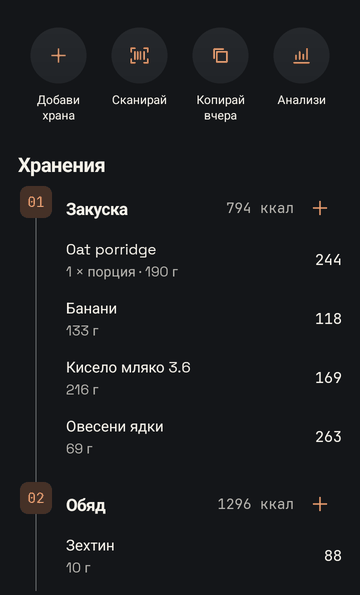 Добави
храна
Сканирай
Копирай
вчера
Анализи
Хранения
01 Закуска 794 ккал
Oat porridge 244
1 × порция · 190 г
Банани 118
133 г
Кисело мляко 3.6 169
216 г
Овесени ядки 263
69 г
02 Обяд 1296 ккал
Зехтин 88
10 г